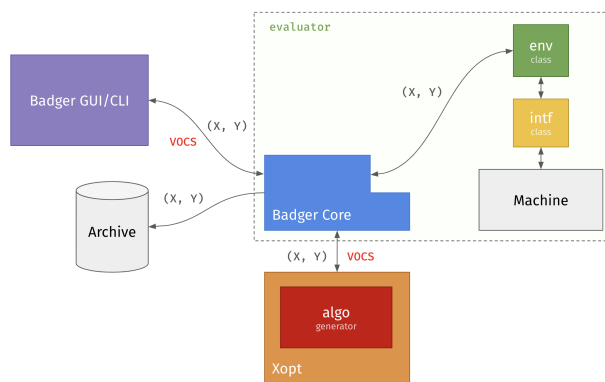 evaluator
env
class
Badger GUI/CLI
(X, Y)
(X, Y)
VOCS
intf
class
(X, Y)
Machine
Archive
Badger Core
(X, Y)
VOCS
algo
generator
Xopt